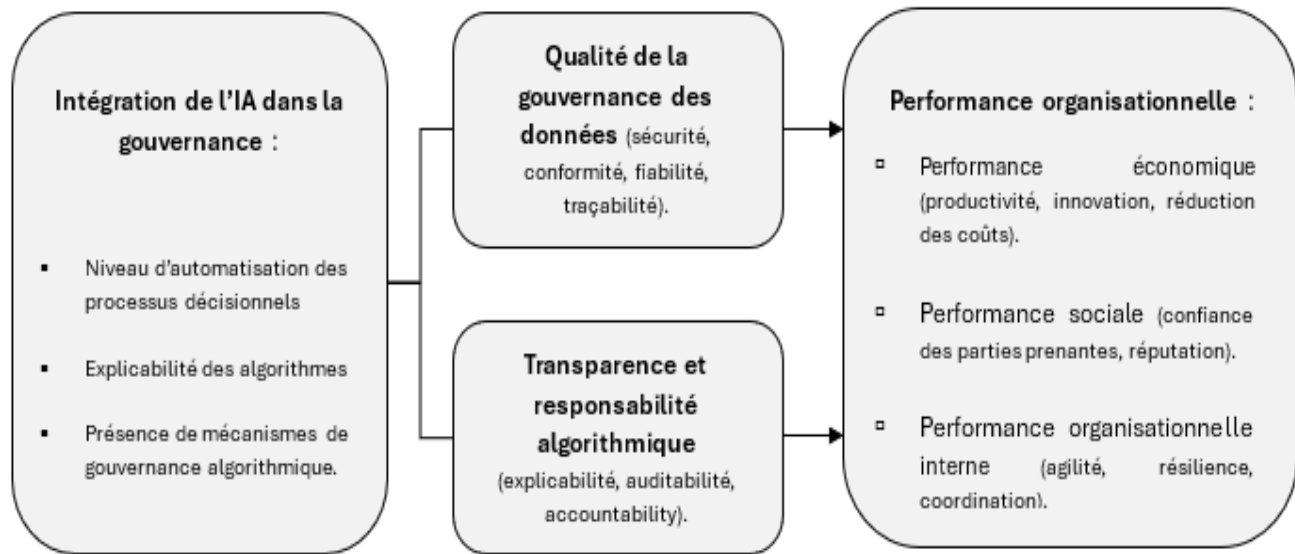 Intégration de l’IA dans la
gouvernance :
▪ Niveau d’automatisation des
processus décisionnels
▪ Explicabilité des algorithmes
▪ Présence de mécanismes de
gouvernance algorithmique.
Qualité de la
gouvernance des
données (sécurité,
conformité, fiabilité,
traçabilité).
Transparence et
responsabilité
algorithmique
(explicabilité, auditabilité,
accountability).
Performance organisationnelle :
▫ Performance économique
(productivité, innovation, réduction
des coûts).
▫ Performance sociale (confiance
des parties prenantes, réputation).
▫ Performance organisationnelle
interne (agilité, résilience,
coordination).